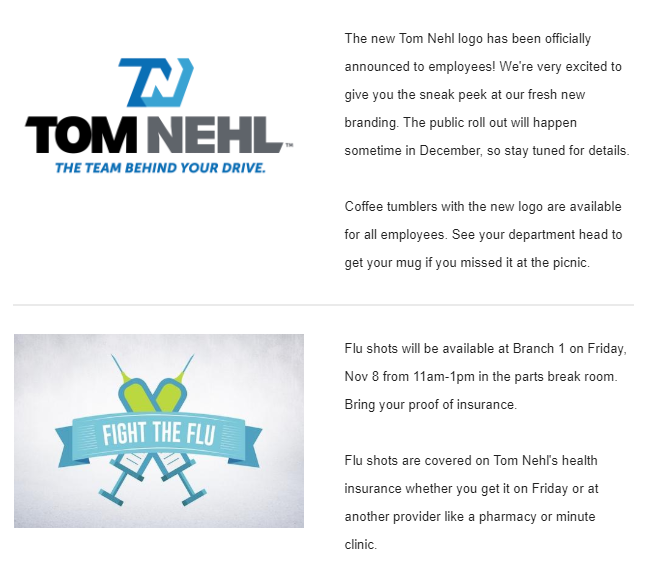 TN
TOM NEHL™
THE TEAM BEHIND YOUR DRIVE.
The new Tom Nehl logo has been officially
announced to employees! We're very excited to
give you the sneak peek at our fresh new
branding. The public roll out will happen
sometime in December, so stay tuned for details.
Coffee tumblers with the new logo are available
for all employees. See your department head to
get your mug if you missed it at the picnic.
FIGHT THE FLU
Flu shots will be available at Branch 1 on Friday,
Nov 8 from 11am-1pm in the parts break room.
Bring your proof of insurance.
Flu shots are covered on Tom Nehl's health
insurance whether you get it on Friday or at
another provider like a pharmacy or minute
clinic.